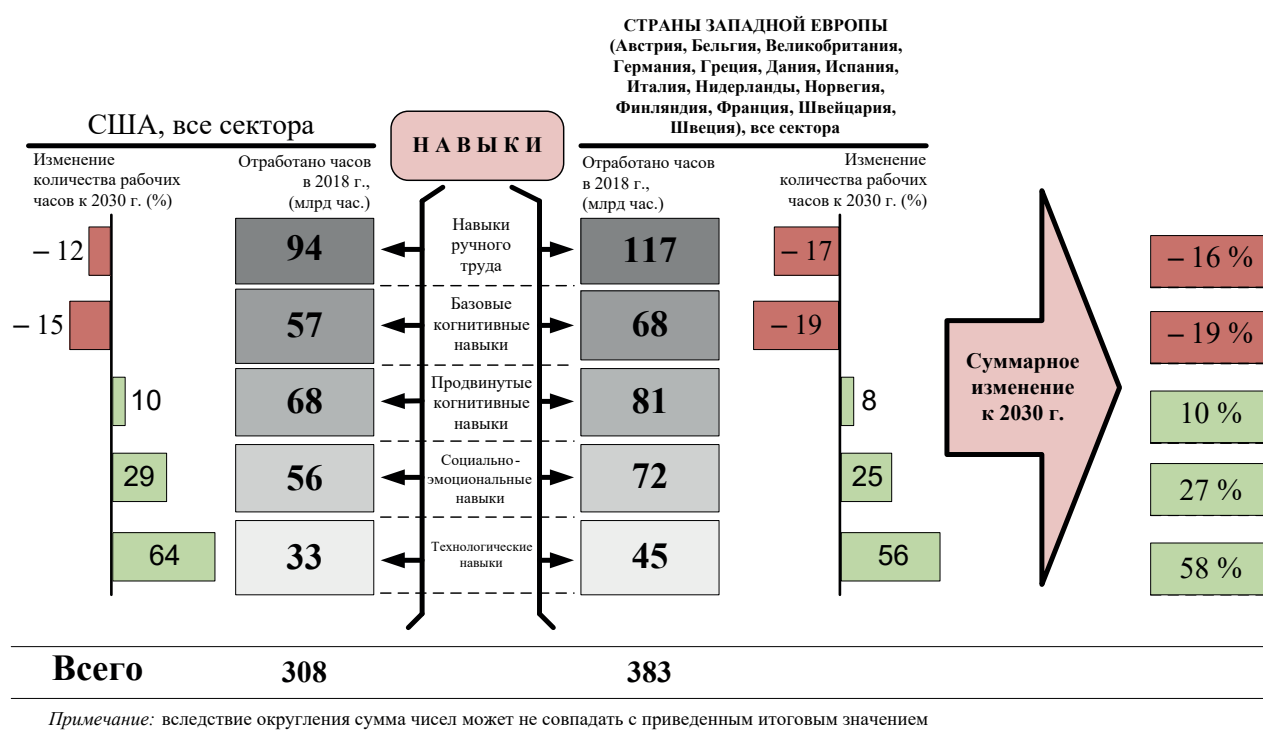 СТРАНЫ ЗАПАДНОЙ ЕВРОПЫ
(Австрия, Бельгия, Великобритания,
Германия, Греция, Дания, Испания,
Италия, Нидерланды, Норвегия,
Финляндия, Франция, Швейцария,
Швеция), все сектора
США, все сектора
НАВЫКИ
Изменение
количества рабочих
часов к 2030 г. (%)
Отработано часов
в 2018 г.,
(млрд час.)
Отработано часов
в 2018 г.,
(млрд час.)
Изменение
количества рабочих
часов к 2030 г. (%)
– 12
94
Навыки
ручного
труда
117
– 17
– 16 %
– 15
57
Базовые
когнитивные
навыки
68
– 19
– 19 %
10
68
Продвинутые
когнитивные
навыки
81
8
10 %
29
56
Социально-
эмоциональные
навыки
72
25
27 %
64
33
Технологические
навыки
45
56
58 %
Суммарное
изменение
к 2030 г.
Всего 308 383
Примечание: вследствие округления сумма чисел может не совпадать с приведенным итоговым значением